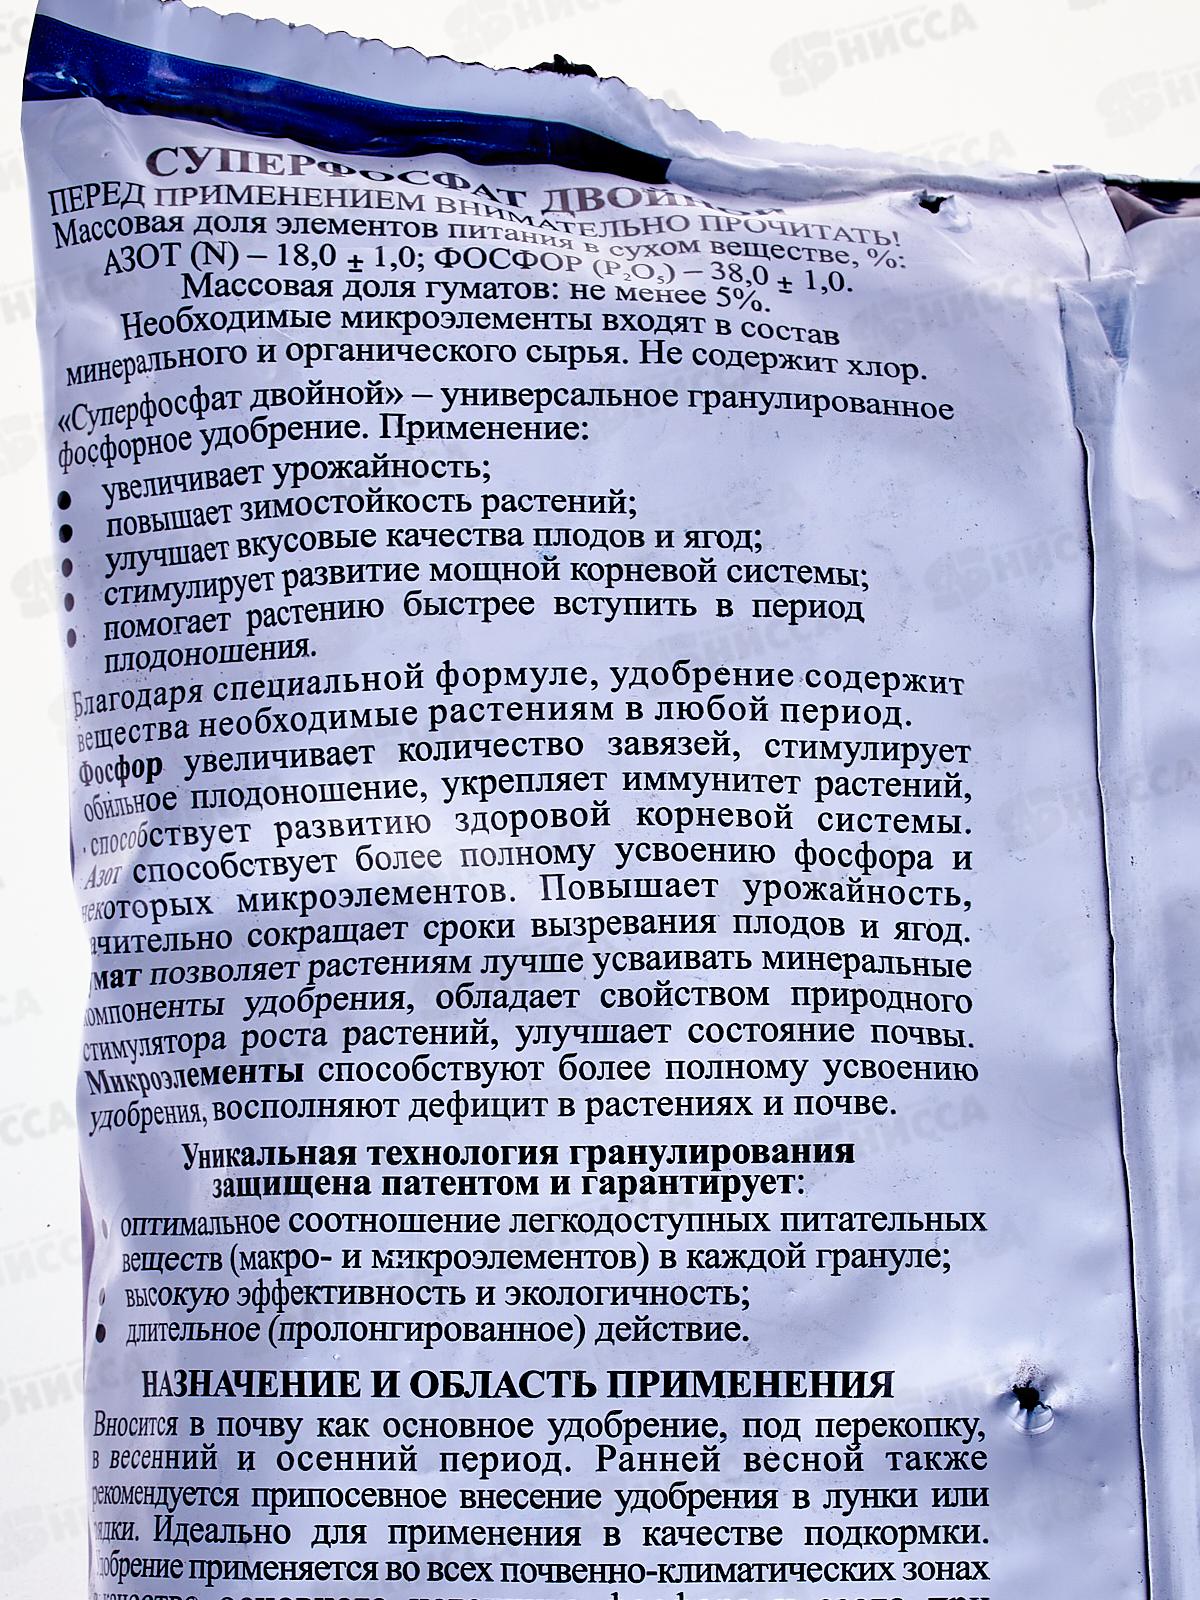 СУПЕРФОСФАТ ДВОЙНОЙ
ПЕРЕД ПРИМЕНЕНИЕМ ВНИМАТЕЛЬНО ПРОЧИТАТЬ!
Массовая доля элементов питания в сухом веществе, %:
АЗОТ (N) – 18,0 ± 1,0; ФОСФОР (P₂O₅) – 38,0 ± 1,0.
Массовая доля гуматов: не менее 5%.
Необходимые микроэлементы входят в состав
минерального и органического сырья. Не содержит хлор.
«Суперфосфат двойной» – универсальное гранулированное
фосфорное удобрение. Применение:
• увеличивает урожайность;
• повышает зимостойкость растений;
• улучшает вкусовые качества плодов и ягод;
• стимулирует развитие мощной корневой системы;
• помогает растению быстрее вступить в период
плодоношения.
Благодаря специальной формуле, удобрение содержит
вещества необходимые растениям в любой период.
Фосфор увеличивает количество завязей, стимулирует
обильное плодоношение, укрепляет иммунитет растений,
способствует развитию здоровой корневой системы.
Азот способствует более полному усвоению фосфора и
некоторых микроэлементов. Повышает урожайность,
ачительно сокращает сроки вызревания плодов и ягод.
мат позволяет растениям лучше усваивать минеральные
компоненты удобрения, обладает свойством природного
стимулятора роста растений, улучшает состояние почвы.
Микроэлементы способствуют более полному усвоению
удобрения, восполняют дефицит в растениях и почве.
Уникальная технология гранулирования
защищена патентом и гарантирует:
• оптимальное соотношение легкодоступных питательных
веществ (макро- и микроэлементов) в каждой грануле;
• высокую эффективность и экологичность;
• длительное (пролонгированное) действие.
НАЗНАЧЕНИЕ И ОБЛАСТЬ ПРИМЕНЕНИЯ
Вносится в почву как основное удобрение, под перекопку,
в весенний и осенний период. Ранней весной также
рекомендуется припосевное внесение удобрения в лунки или
рядки. Идеально для применения в качестве подкормки.
Удобрение применяется во всех почвенно-климатических зонах